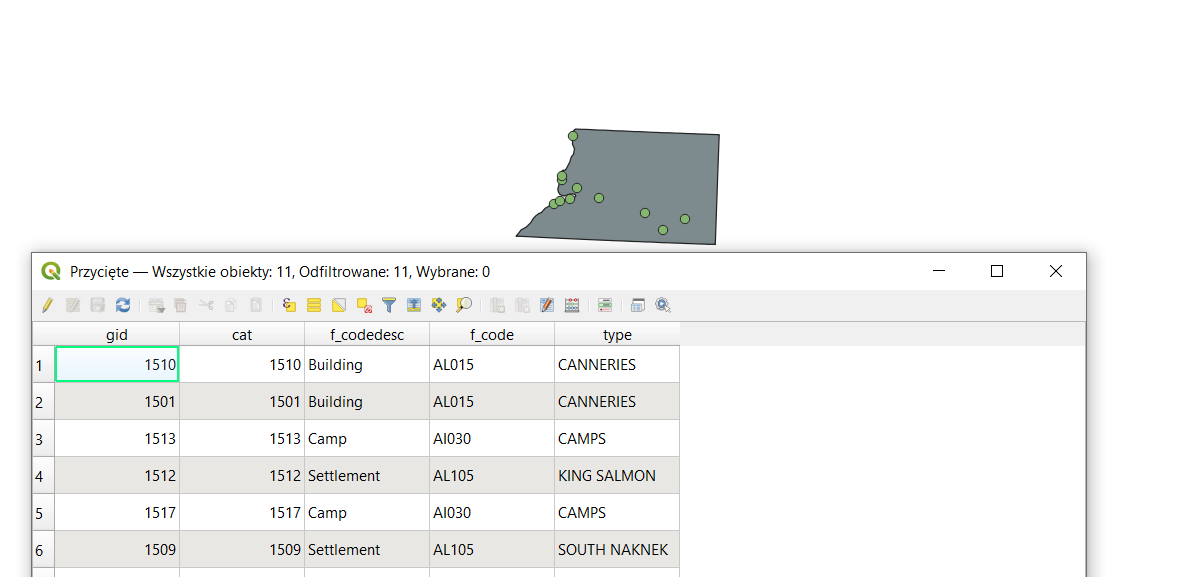 Przycięte — Wszystkie obiekty: 11, Odfiltrowane: 11, Wybrane: 0
gid cat f_codedesc f_code type
1 1510 1510 Building AL015 CANNERIES
2 1501 1501 Building AL015 CANNERIES
3 1513 1513 Camp AI030 CAMPS
4 1512 1512 Settlement AL105 KING SALMON
5 1517 1517 Camp AI030 CAMPS
6 1509 1509 Settlement AL105 SOUTH NAKNEK